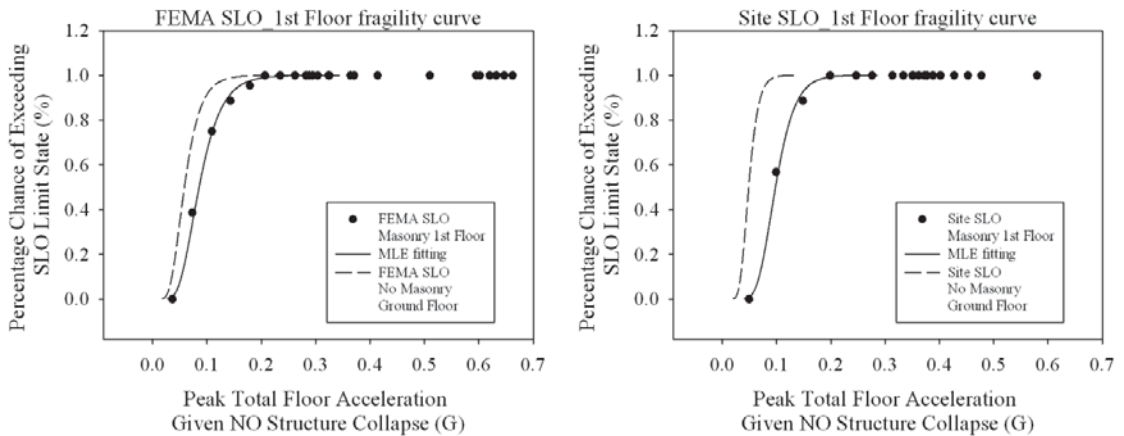 FEMA SLO_1st Floor fragility curve
Percentage Chance of Exceeding
SLO Limit State (%)
1.2
1.0
0.8
0.6
0.4
0.2
0.0
FEMA SLO
Masonry 1st Floor
MLE fitting
FEMA SLO
No Masonry
Ground Floor
0.0 0.1 0.2 0.3 0.4 0.5 0.6 0.7
Peak Total Floor Acceleration
Given NO Structure Collapse (G)
Site SLO_1st Floor fragility curve
Percentage Chance of Exceeding
SLO Limit State (%)
1.2
1.0
0.8
0.6
0.4
0.2
0.0
Site SLO
Masonry 1st Floor
MLE fitting
Site SLO
No Masonry
Ground Floor
0.0 0.1 0.2 0.3 0.4 0.5 0.6 0.7
Peak Total Floor Acceleration
Given NO Structure Collapse (G)